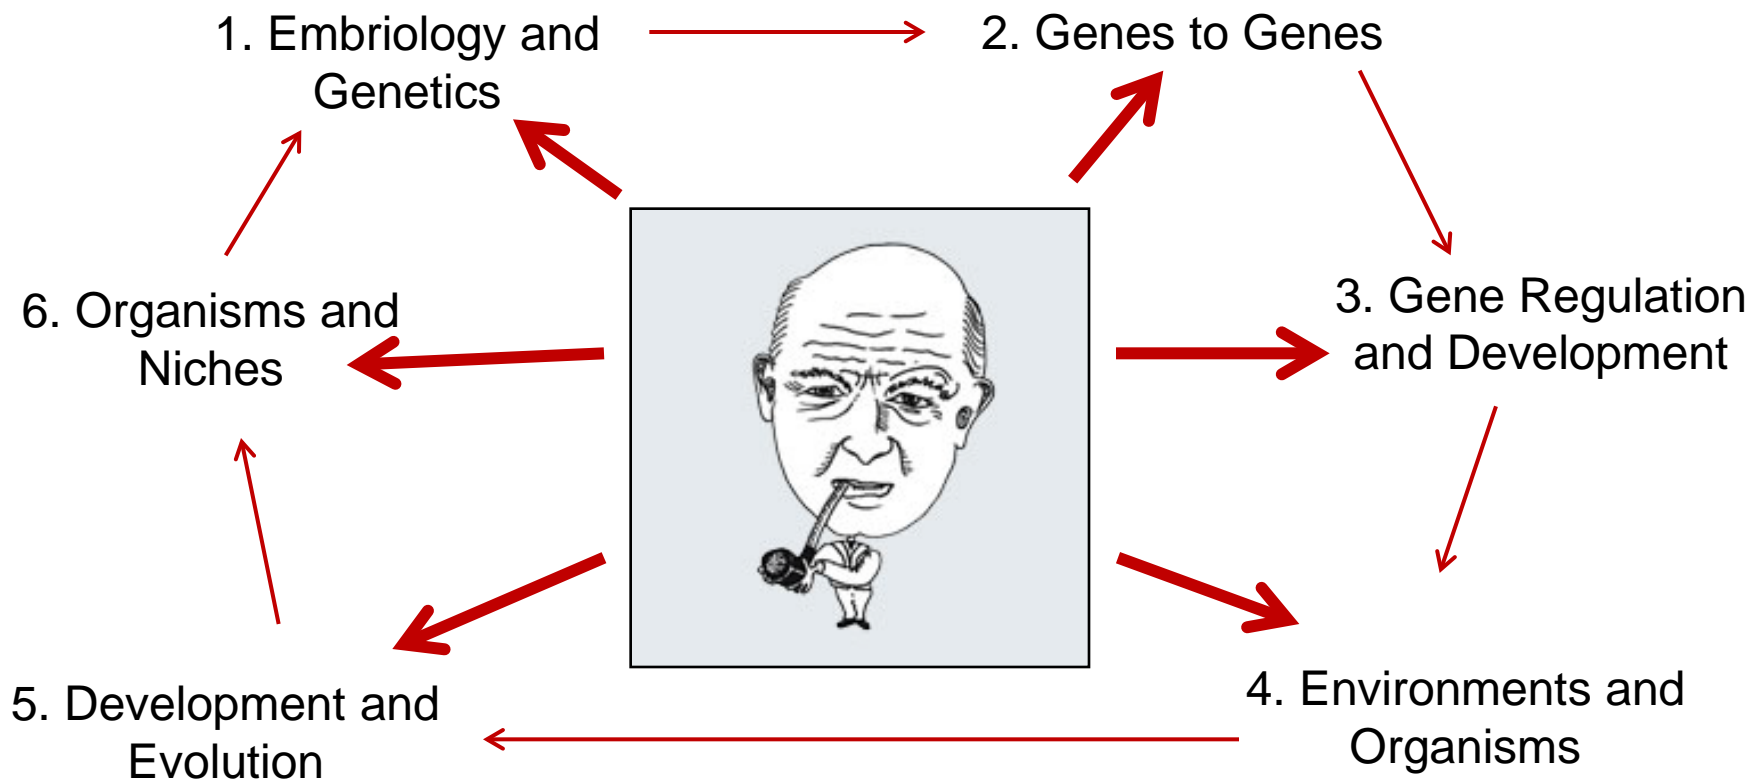 1. Embriology and
Genetics
2. Genes to Genes
3. Gene Regulation
and Development
4. Environments and
Organisms
5. Development and
Evolution
6. Organisms and
Niches